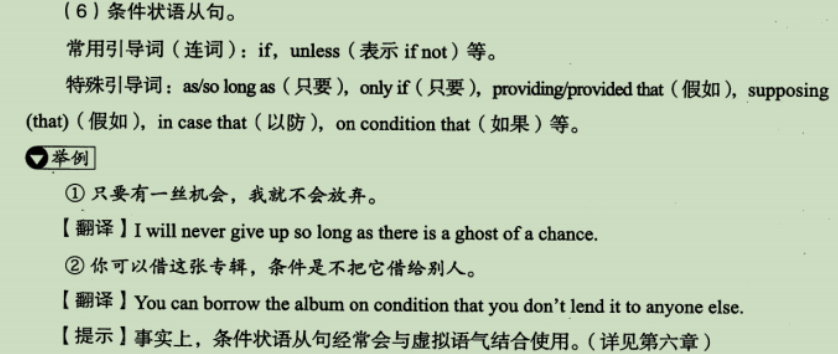 （6）条件状语从句。
常用引导词（连词）：if，unless（表示 if not）等。
特殊引导词：as/so long as（只要），only if（只要），providing/provided that（假如），supposing
(that)（假如），in case that（以防），on condition that（如果）等。
举例
① 只要有一丝机会，我就不会放弃。
【翻译】I will never give up so long as there is a ghost of a chance.
② 你可以借这张专辑，条件是不把它借给别人。
【翻译】You can borrow the album on condition that you don't lend it to anyone else.
【提示】事实上，条件状语从句经常会与虚拟语气结合使用。（详见第六章）